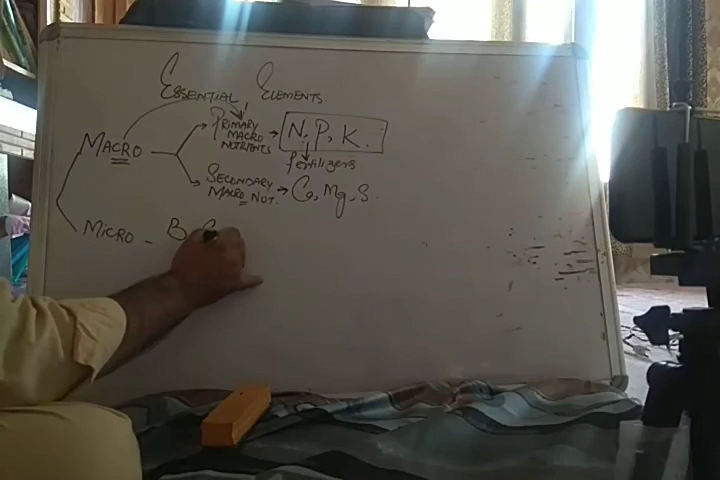 ESSENTIAL ELEMENTS.
PRIMARY
MACRO → N, P, K.
NUTRIENTS
fertilizers
MACRO
SECONDARY → Ca, Mg, S.
MACRO NUT.
MICRO - B